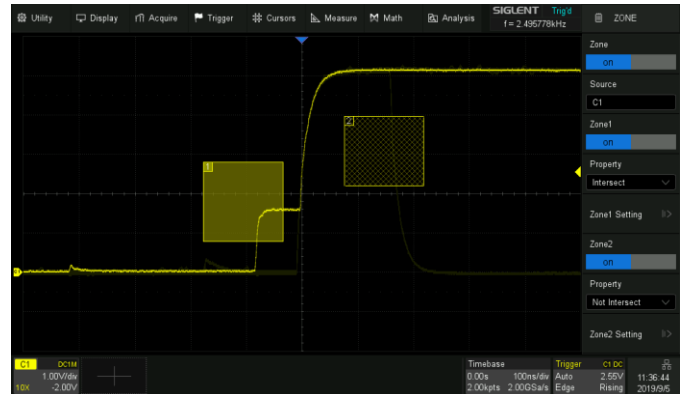 Utility Display Acquire Trigger Cursors Measure Math Analysis
SIGLENT Trig'd
f = 2.495778kHz
ZONE
Zone
on
Source
C1
Zone1
on
Property
Intersect
Zone1 Setting
Zone2
on
Property
Not Intersect
Zone2 Setting
1
2
C1 DC1M
1.00V/div
10X -2.00V
Timebase
0.00s 100ns/div
2.00kpts 2.00GSa/s
Trigger C1 DC
Auto 2.55V
Edge Rising
11:36:44
2019/9/5